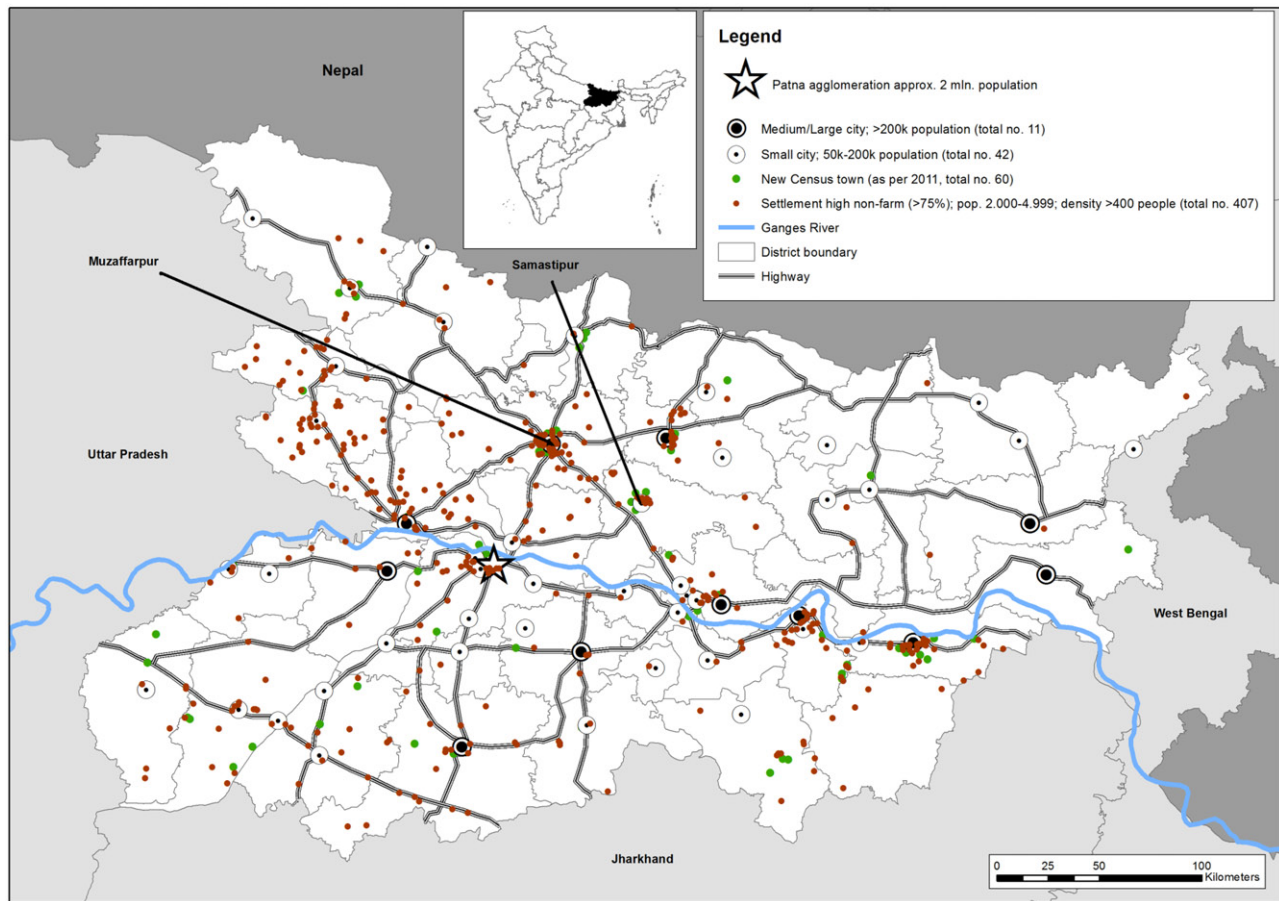 Nepal
Muzaffarpur
Samastipur
Uttar Pradesh
West Bengal
Jharkhand
Legend
Patna agglomeration approx. 2 mln. population
Medium/Large city; >200k population (total no. 11)
Small city; 50k-200k population (total no. 42)
New Census town (as per 2011, total no. 60)
Settlement high non-farm (>75%); pop. 2.000-4.999; density >400 people (total no. 407)
Ganges River
District boundary
Highway
0 25 50 100
Kilometers